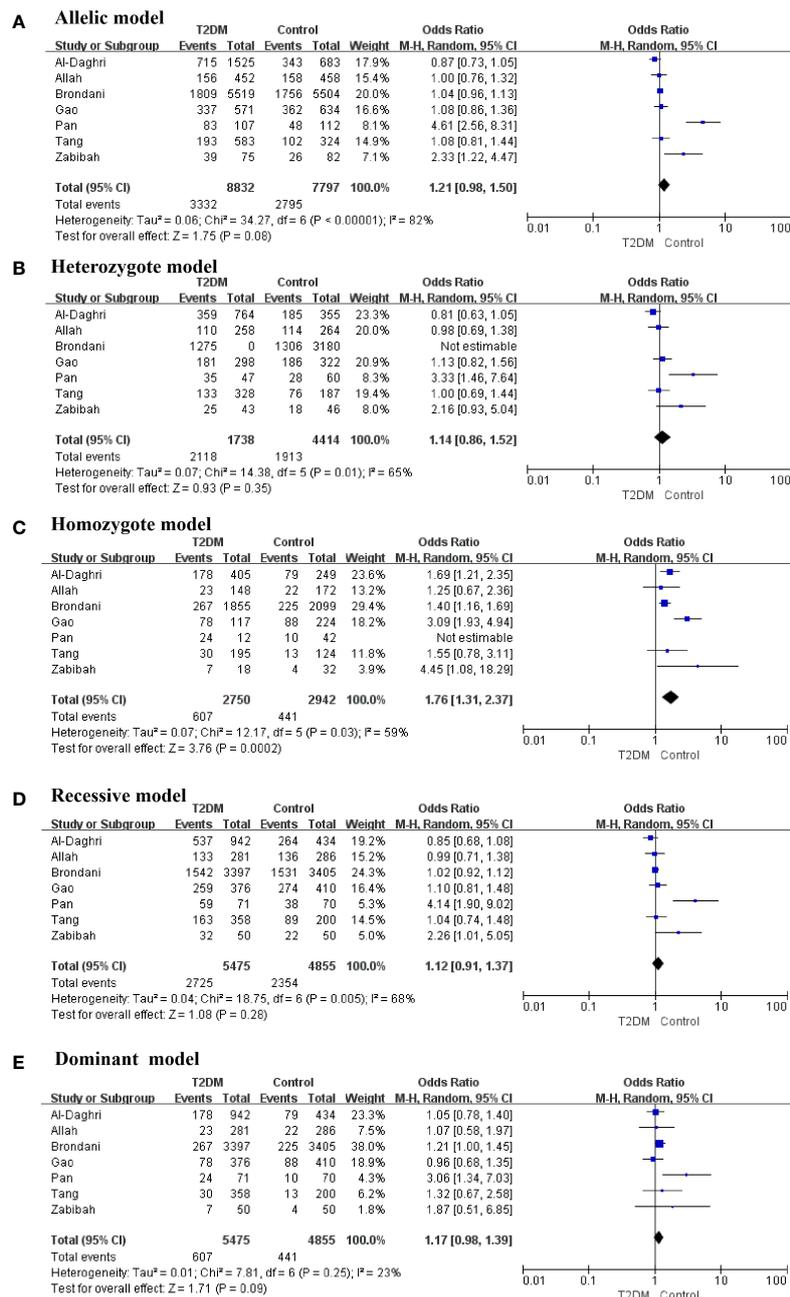 A Allelic model
T2DM Control Odds Ratio Odds Ratio
Study or Subgroup Events Total Events Total Weight M-H, Random, 95% CI M-H, Random, 95% CI
Al-Daghri 715 1525 343 683 17.9% 0.87 [0.73, 1.05]
Allah 156 452 158 458 15.4% 1.00 [0.76, 1.32]
Brondani 1809 5519 1756 5504 20.0% 1.04 [0.96, 1.13]
Gao 337 571 362 634 16.6% 1.08 [0.86, 1.36]
Pan 83 107 48 112 8.1% 4.61 [2.56, 8.31]
Tang 193 583 102 324 14.9% 1.08 [0.81, 1.44]
Zabibah 39 75 26 82 7.1% 2.33 [1.22, 4.47]
Total (95% CI) 8832 7797 100.0% 1.21 [0.98, 1.50]
Total events 3332 2795
Heterogeneity: Tau² = 0.06; Chi² = 34.27, df = 6 (P < 0.00001); I² = 82%
Test for overall effect: Z = 1.75 (P = 0.08)
0.01 0.1 1 10 100
T2DM Control
B Heterozygote model
T2DM Control Odds Ratio Odds Ratio
Study or Subgroup Events Total Events Total Weight M-H, Random, 95% CI M-H, Random, 95% CI
Al-Daghri 359 764 185 355 23.3% 0.81 [0.63, 1.05]
Allah 110 258 114 264 20.0% 0.98 [0.69, 1.38]
Brondani 1275 0 1306 3180 Not estimable
Gao 181 298 186 322 20.9% 1.13 [0.82, 1.56]
Pan 35 47 28 60 8.3% 3.33 [1.46, 7.64]
Tang 133 328 76 187 19.4% 1.00 [0.69, 1.44]
Zabibah 25 43 18 46 8.0% 2.16 [0.93, 5.04]
Total (95% CI) 1738 4414 100.0% 1.14 [0.86, 1.52]
Total events 2118 1913
Heterogeneity: Tau² = 0.07; Chi² = 14.38, df = 5 (P = 0.01); I² = 65%
Test for overall effect: Z = 0.93 (P = 0.35)
0.01 0.1 1 10 100
T2DM Control
C Homozygote model
T2DM Control Odds Ratio Odds Ratio
Study or Subgroup Events Total Events Total Weight M-H, Random, 95% CI M-H, Random, 95% CI
Al-Daghri 178 405 79 249 23.6% 1.69 [1.21, 2.35]
Allah 23 148 22 172 13.2% 1.25 [0.67, 2.36]
Brondani 267 1855 225 2099 29.4% 1.40 [1.16, 1.69]
Gao 78 117 88 224 18.2% 3.09 [1.93, 4.94]
Pan 24 12 10 42 Not estimable
Tang 30 195 13 124 11.8% 1.55 [0.78, 3.11]
Zabibah 7 18 4 32 3.9% 4.45 [1.08, 18.29]
Total (95% CI) 2750 2942 100.0% 1.76 [1.31, 2.37]
Total events 607 441
Heterogeneity: Tau² = 0.07; Chi² = 12.17, df = 5 (P = 0.03); I² = 59%
Test for overall effect: Z = 3.76 (P = 0.0002)
0.01 0.1 1 10 100
T2DM Control
D Recessive model
T2DM Control Odds Ratio Odds Ratio
Study or Subgroup Events Total Events Total Weight M-H, Random, 95% CI M-H, Random, 95% CI
Al-Daghri 537 942 264 434 19.2% 0.85 [0.68, 1.08]
Allah 133 281 136 286 15.2% 0.99 [0.71, 1.38]
Brondani 1542 3397 1531 3405 24.3% 1.02 [0.92, 1.12]
Gao 259 376 274 410 16.4% 1.10 [0.81, 1.48]
Pan 59 71 38 70 5.3% 4.14 [1.90, 9.02]
Tang 163 358 89 200 14.5% 1.04 [0.74, 1.48]
Zabibah 32 50 22 50 5.0% 2.26 [1.01, 5.05]
Total (95% CI) 5475 4855 100.0% 1.12 [0.91, 1.37]
Total events 2725 2354
Heterogeneity: Tau² = 0.04; Chi² = 18.75, df = 6 (P = 0.005); I² = 68%
Test for overall effect: Z = 1.08 (P = 0.28)
0.01 0.1 1 10 100
T2DM Control
E Dominant model
T2DM Control Odds Ratio Odds Ratio
Study or Subgroup Events Total Events Total Weight M-H, Random, 95% CI M-H, Random, 95% CI
Al-Daghri 178 942 79 434 23.3% 1.05 [0.78, 1.40]
Allah 23 281 22 286 7.5% 1.07 [0.58, 1.97]
Brondani 267 3397 225 3405 38.0% 1.21 [1.00, 1.45]
Gao 78 376 88 410 18.9% 0.96 [0.68, 1.35]
Pan 24 71 10 70 4.3% 3.06 [1.34, 7.03]
Tang 30 358 13 200 6.2% 1.32 [0.67, 2.58]
Zabibah 7 50 4 50 1.8% 1.87 [0.51, 6.85]
Total (95% CI) 5475 4855 100.0% 1.17 [0.98, 1.39]
Total events 607 441
Heterogeneity: Tau² = 0.01; Chi² = 7.81, df = 6 (P = 0.25); I² = 23%
Test for overall effect: Z = 1.71 (P = 0.09)
0.01 0.1 1 10 100
T2DM Control